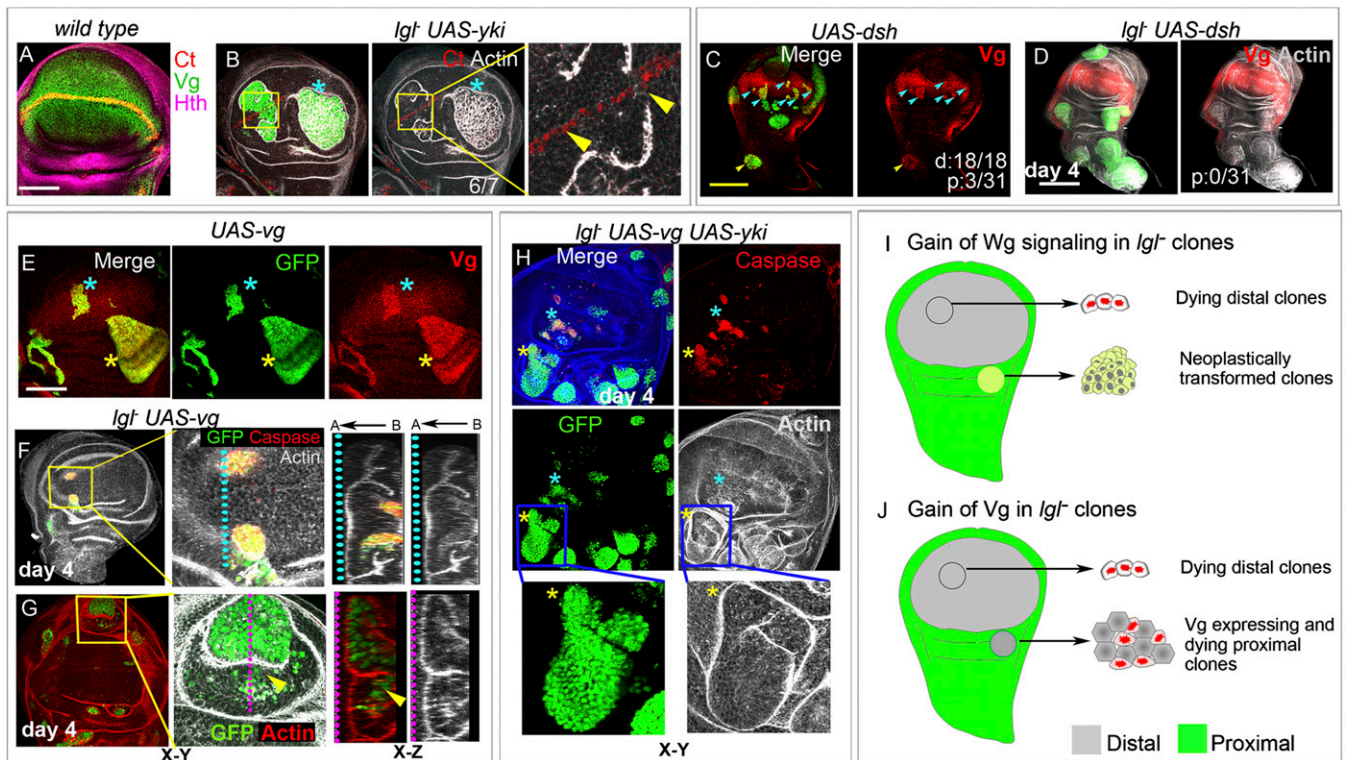 wild type
lgl- UAS-yki
A
Ct
Vg
Hth
B
Ct Actin
*
*
6/7
UAS-dsh
lgl- UAS-dsh
C
Merge
Vg
d:18/18
p:3/31
D
Vg Actin
day 4
p:0/31
UAS-vg
E
Merge
GFP
Vg
*
*
*
*
*
*
lgl- UAS-vg
F
GFP Caspase
Actin
A
B
A
B
day 4
G
day 4
GFP Actin
X-Y
X-Z
lgl- UAS-vg UAS-yki
H
Merge
Caspase
*
*
*
*
day 4
GFP
Actin
*
*
*
*
*
*
X-Y
I Gain of Wg signaling in lgl- clones
Dying distal clones
Neoplastically
transformed clones
J Gain of Vg in lgl- clones
Dying distal clones
Vg expressing and
dying proximal
clones
Distal
Proximal